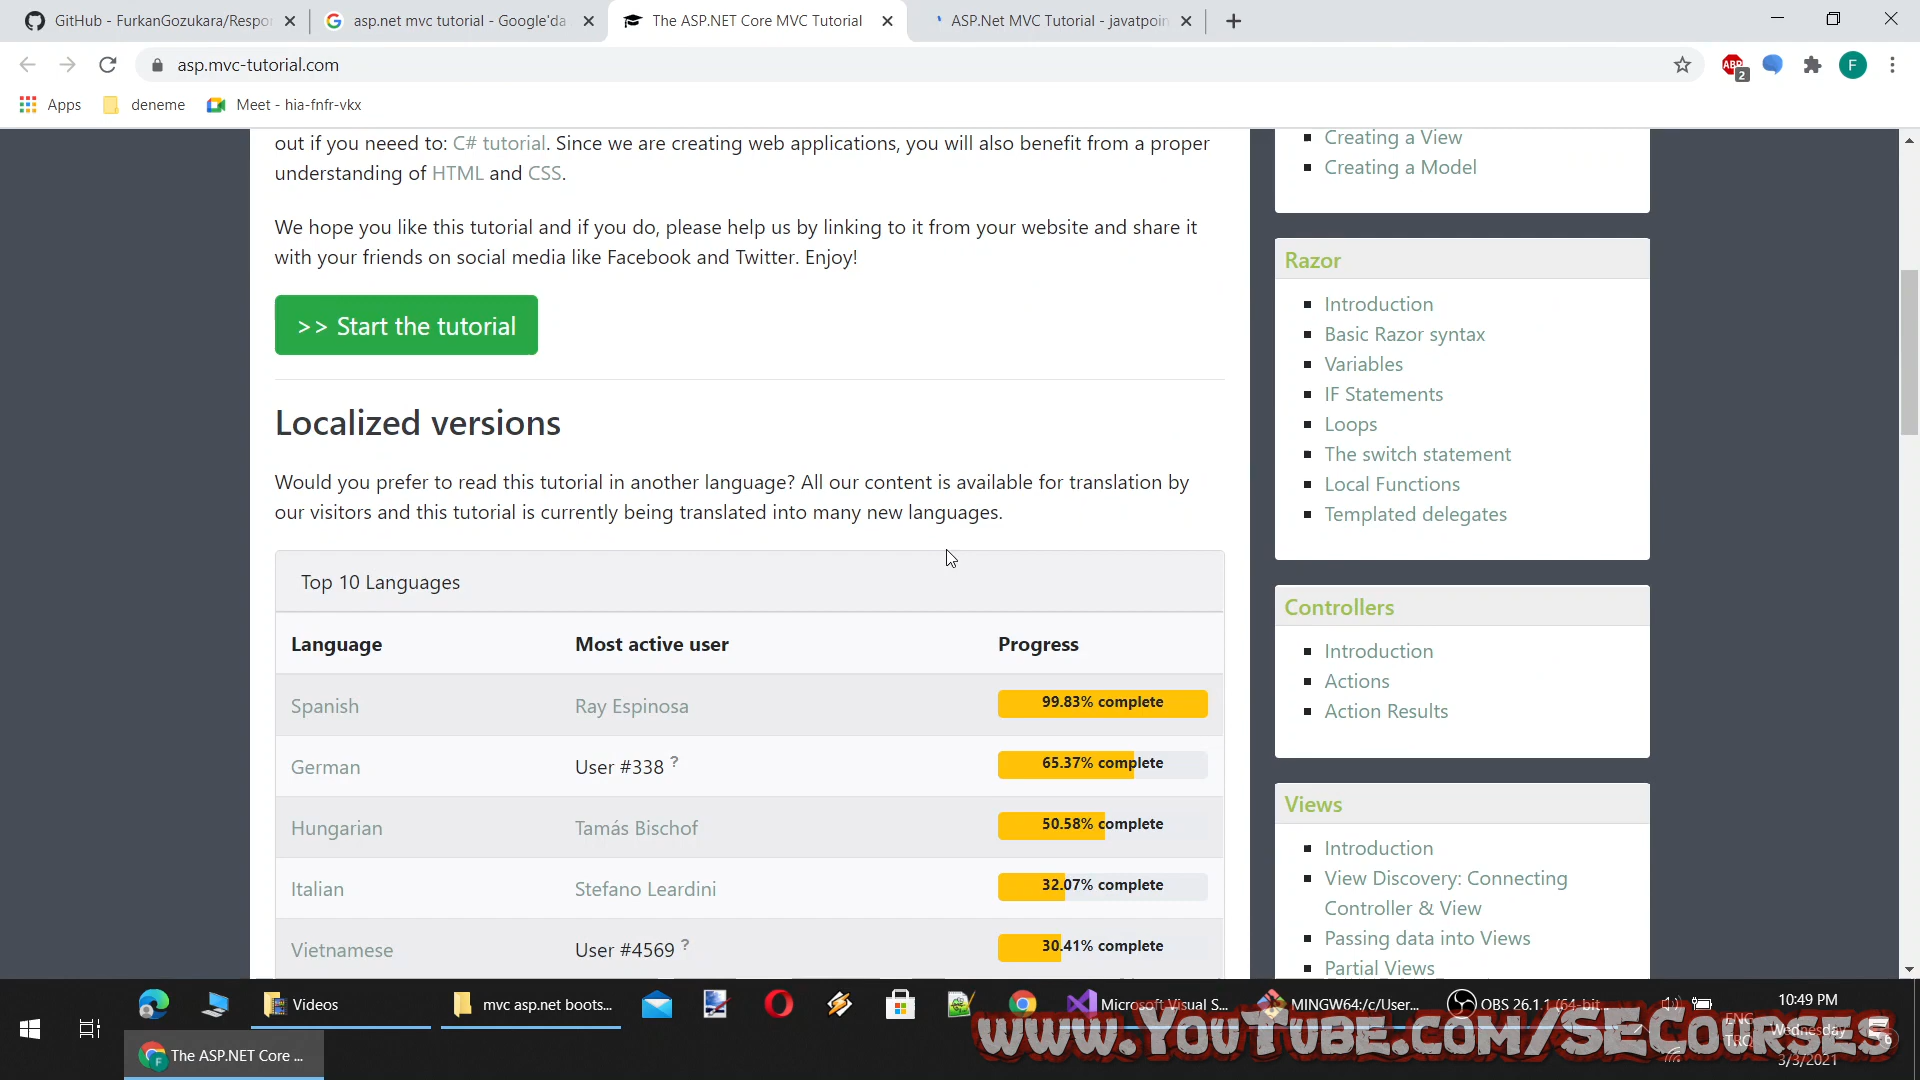 GitHub - FurkanGozukara/Respo
asp.net mvc tutorial - Google'da
The ASP.NET Core MVC Tutorial
ASP.Net MVC Tutorial - javatpoin
asp.mvc-tutorial.com
ABP
2
F
Apps
deneme
Meet - hia-fnfr-vkx
out if you neeed to: C# tutorial. Since we are creating web applications, you will also benefit from a proper
understanding of HTML and CSS.
We hope you like this tutorial and if you do, please help us by linking to it from your website and share it
with your friends on social media like Facebook and Twitter. Enjoy!
>> Start the tutorial
Localized versions
Would you prefer to read this tutorial in another language? All our content is available for translation by
our visitors and this tutorial is currently being translated into many new languages.
Top 10 Languages
Language Most active user Progress
Spanish Ray Espinosa 99.83% complete
German User #338 ? 65.37% complete
Hungarian Tamás Bischof 50.58% complete
Italian Stefano Leardini 32.07% complete
Vietnamese User #4569 ? 30.41% complete
Creating a View
Creating a Model
Razor
Introduction
Basic Razor syntax
Variables
IF Statements
Loops
The switch statement
Local Functions
Templated delegates
Controllers
Introduction
Actions
Action Results
Views
Introduction
View Discovery: Connecting
Controller & View
Passing data into Views
Partial Views
Videos
mvc asp.net boots...
Microsoft Visual S...
MINGW64:/c/User...
OBS 26.1.1 (64-bit...
ENG
10:49 PM
Wednesday
3/3/2021
The ASP.NET Core ...
www.YouTube.com/SECourses